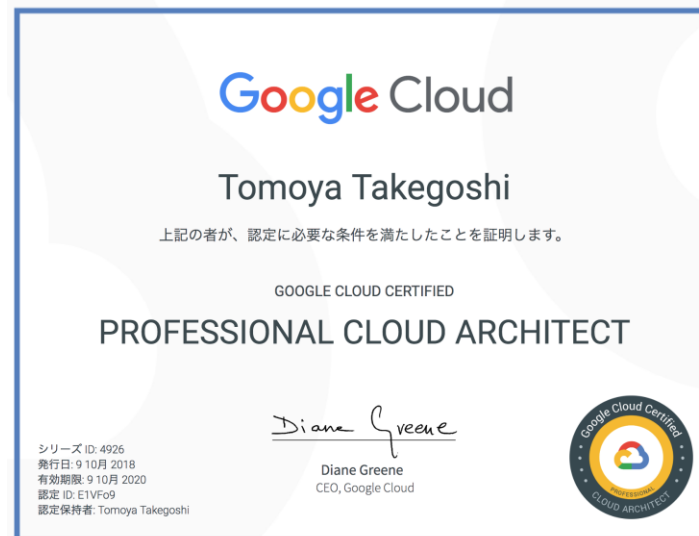 Google Cloud
Tomoya Takegoshi
上記の者が、認定に必要な条件を満たしたことを証明します。
GOOGLE CLOUD CERTIFIED
PROFESSIONAL CLOUD ARCHITECT
Diane Greene
Diane Greene
CEO, Google Cloud
シリーズ ID: 4926
発行日: 9 10月 2018
有効期限: 9 10月 2020
認定 ID: E1VFo9
認定保持者: Tomoya Takegoshi
Google Cloud Certified
PROFESSIONAL
CLOUD ARCHITECT